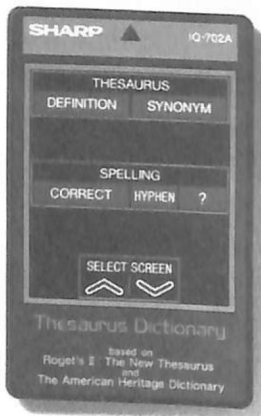 SHARP IQ-702A
THESAURUS
DEFINITION SYNONYM
SPELLING
CORRECT HYPHEN ?
SELECT SCREEN
Thesaurus Dictionary
based on
Roget's II The New Thesaurus
and
The American Heritage Dictionary